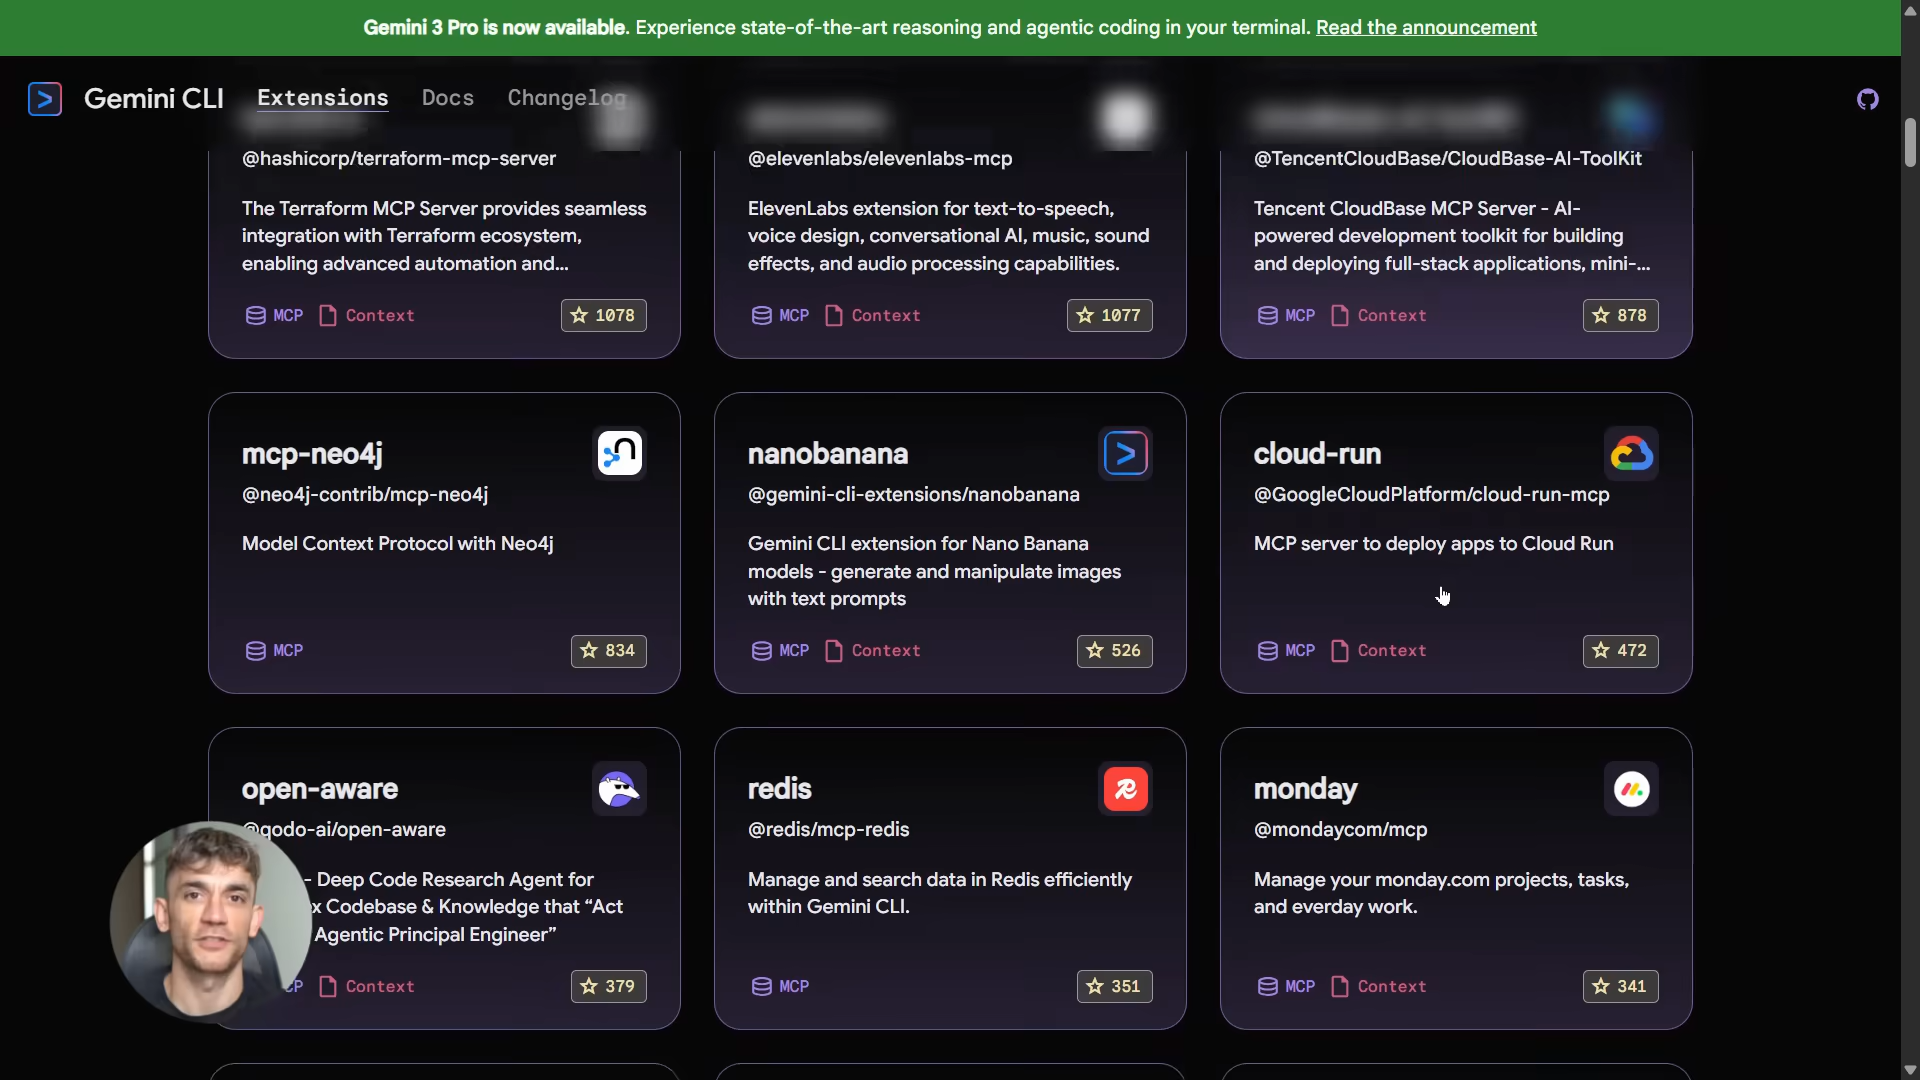 Gemini 3 Pro is now available. Experience state-of-the-art reasoning and agentic coding in your terminal. Read the announcement
Gemini CLI
Extensions
Docs
Changelog
@hashicorp/terraform-mcp-server
The Terraform MCP Server provides seamless
integration with Terraform ecosystem,
enabling advanced automation and...
MCP
Context
1078
@elevenlabs/elevenlabs-mcp
ElevenLabs extension for text-to-speech,
voice design, conversational AI, music, sound
effects, and audio processing capabilities.
MCP
Context
1077
@TencentCloudBase/CloudBase-AI-ToolKit
Tencent CloudBase MCP Server - AI-
powered development toolkit for building
and deploying full-stack applications, mini-...
MCP
Context
878
mcp-neo4j
@neo4j-contrib/mcp-neo4j
Model Context Protocol with Neo4j
MCP
834
nanobanana
@gemini-cli-extensions/nanobanana
Gemini CLI extension for Nano Banana
models - generate and manipulate images
with text prompts
MCP
Context
526
cloud-run
@GoogleCloudPlatform/cloud-run-mcp
MCP server to deploy apps to Cloud Run
MCP
Context
472
open-aware
@qodo-ai/open-aware
- Deep Code Research Agent for
x Codebase & Knowledge that “Act
Agentic Principal Engineer”
CP
Context
379
redis
@redis/mcp-redis
Manage and search data in Redis efficiently
within Gemini CLI.
MCP
351
monday
@mondaycom/mcp
Manage your monday.com projects, tasks,
and everday work.
MCP
Context
341